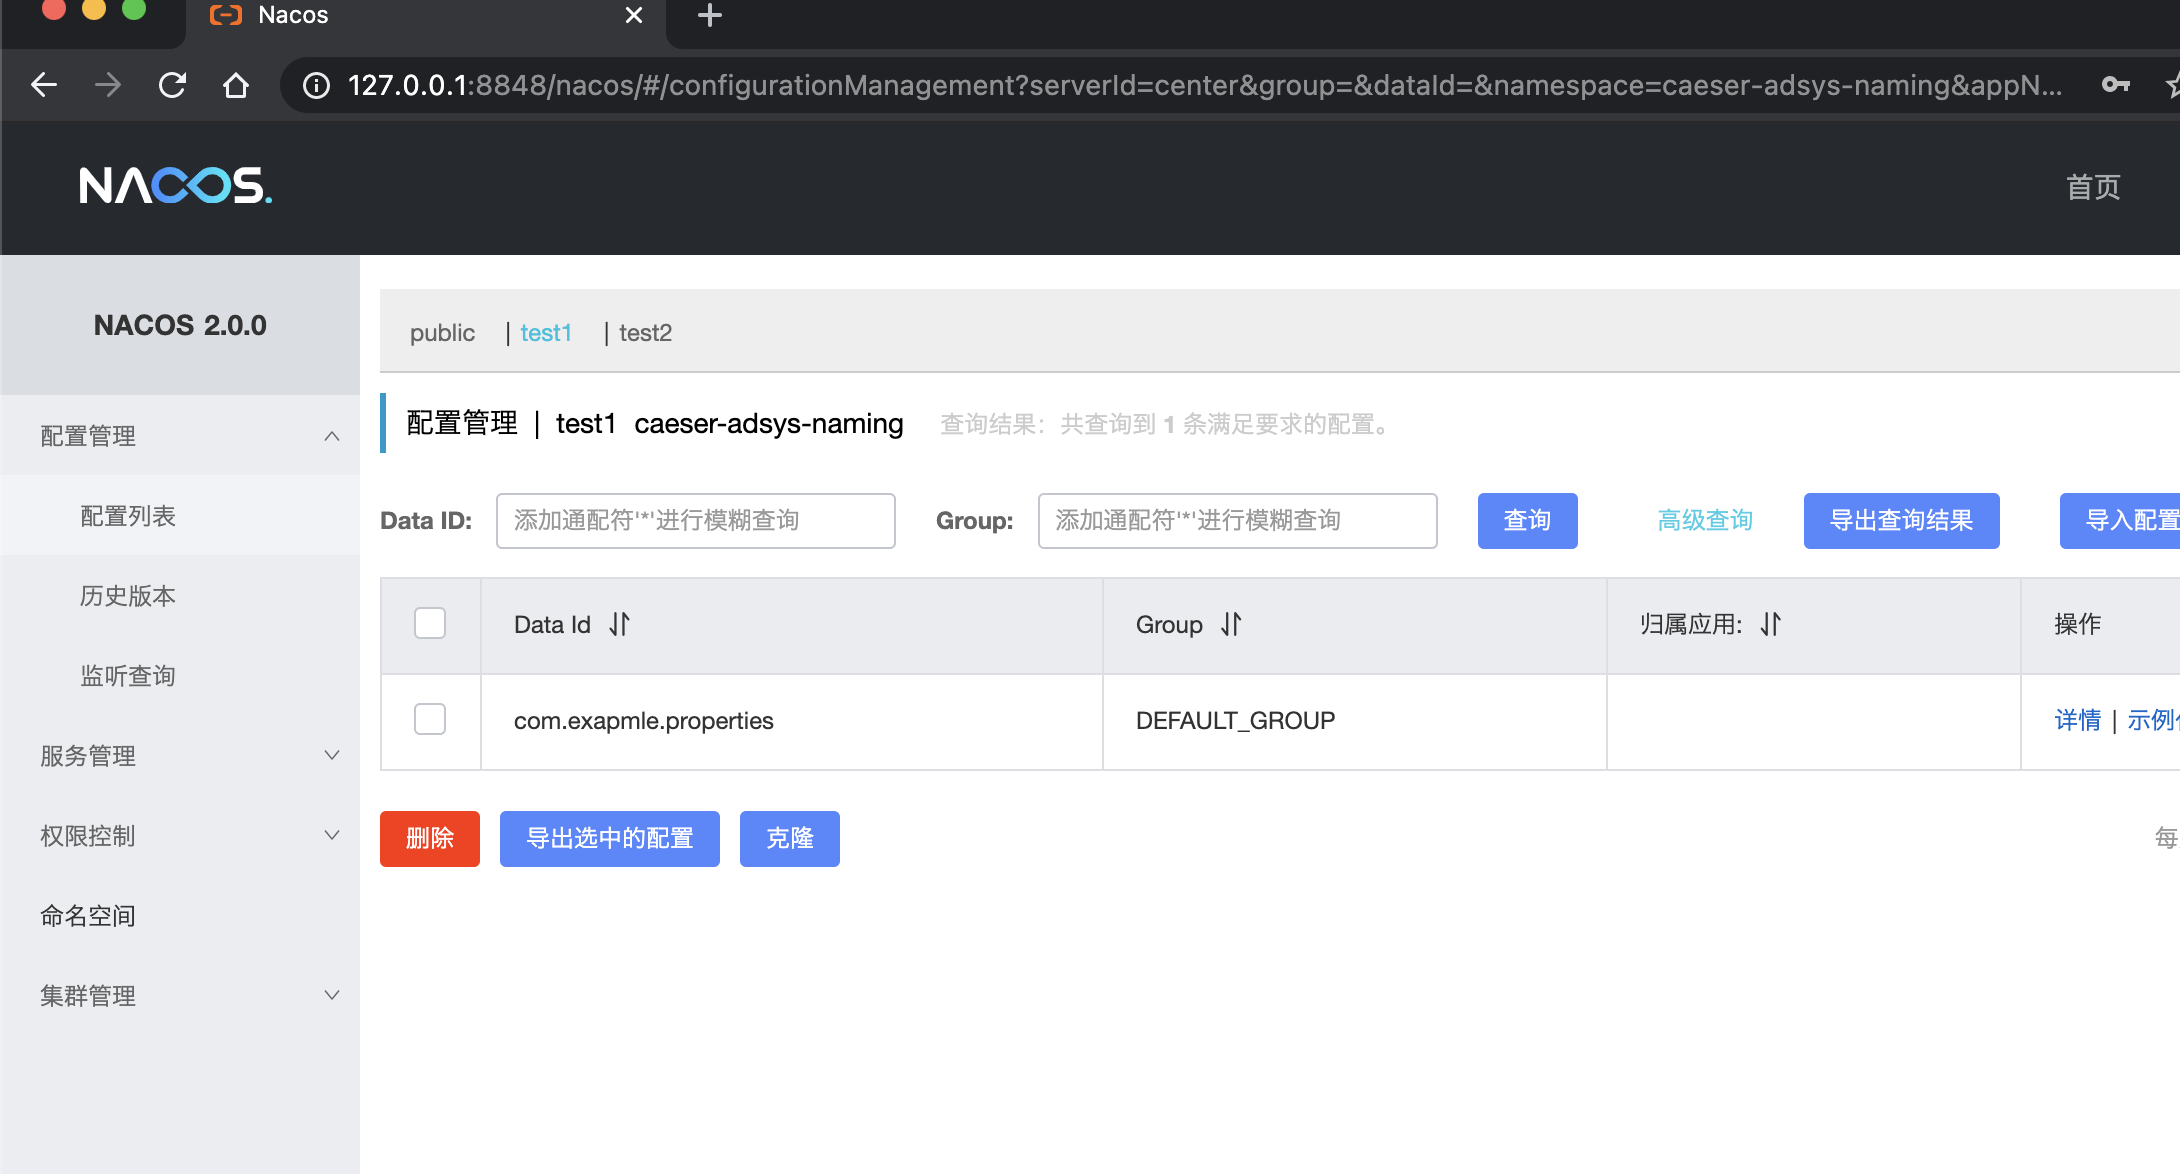 Nacos
127.0.0.1:8848/nacos/#/configurationManagement?serverId=center&group=&dataId=&namespace=caeser-adsys-naming&appN...
NACOS.
首页
NACOS 2.0.0
配置管理
配置列表
历史版本
监听查询
服务管理
权限控制
命名空间
集群管理
public | test1 | test2
配置管理 | test1 caeser-adsys-naming 查询结果：共查询到 1 条满足要求的配置。
Data ID: 添加通配符'*'进行模糊查询 Group: 添加通配符'*'进行模糊查询 查询 高级查询 导出查询结果 导入配置
Data Id Group 归属应用: 操作
com.exapmle.properties DEFAULT_GROUP 详情 | 示例
删除 导出选中的配置 克隆 每